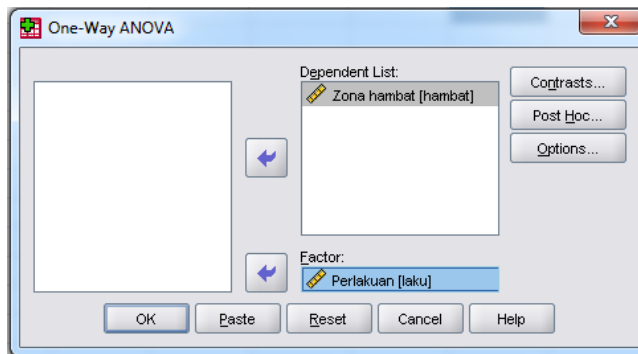 One-Way ANOVA
Dependent List:
Zona hambat [hambat]
Contrasts...
Post Hoc...
Options...
Factor:
Perlakuan [laku]
OK
Paste
Reset
Cancel
Help